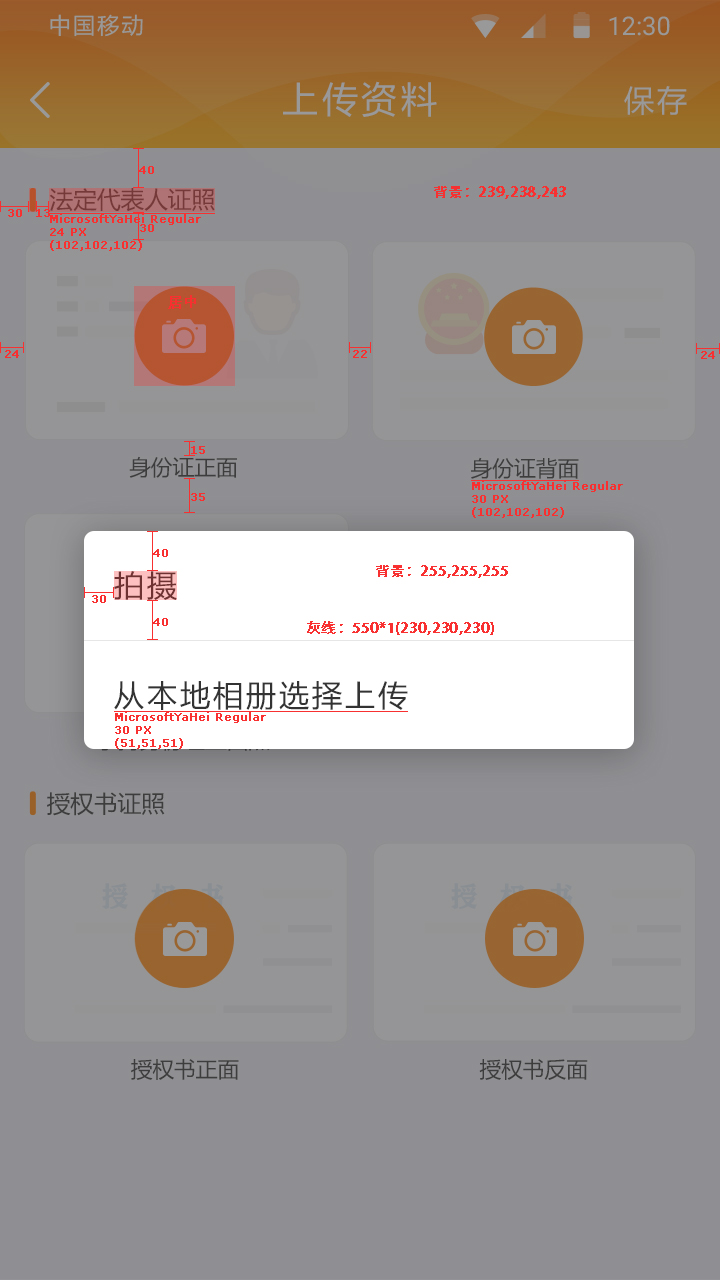 中国移动 12:30
上传资料 保存
40
法定代表人证照
背景：239,238,243
30 13
MicrosoftYaHei Regular
24 PX
30
(102,102,102)
居中
24 22 24
15
身份证正面 身份证背面
35
MicrosoftYaHei Regular
30 PX
(102,102,102)
40
拍摄
背景：255,255,255
30
40
灰线：550*1(230,230,230)
从本地相册选择上传
MicrosoftYaHei Regular
30 PX
(51,51,51)
授权书证照
授 权 书 授 权 书
授权书正面 授权书反面